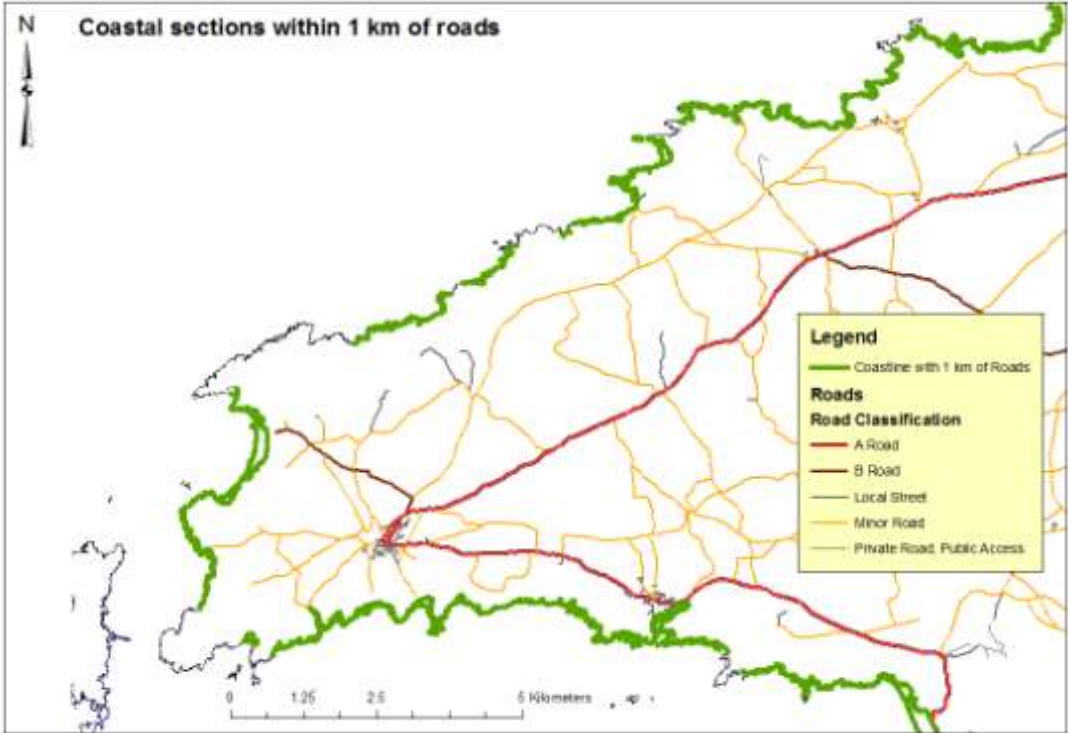 N
Coastal sections within 1 km of roads
Legend
Coastline with 1 km of Roads
Roads
Road Classification
A Road
B Road
Local Street
Minor Road
Private Road, Public Access
0 1.25 2.5 5 Kilometers